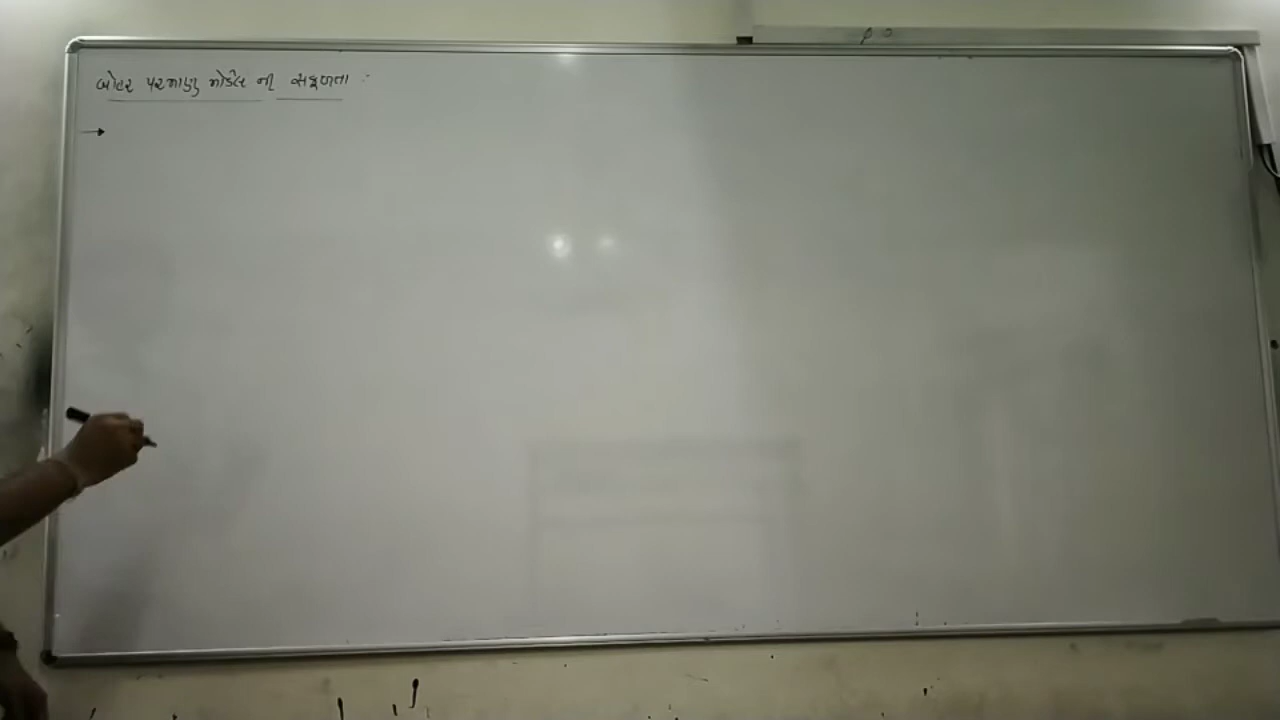 બોહર પરમાણુ મોડેલ ની સફળતા :-
→